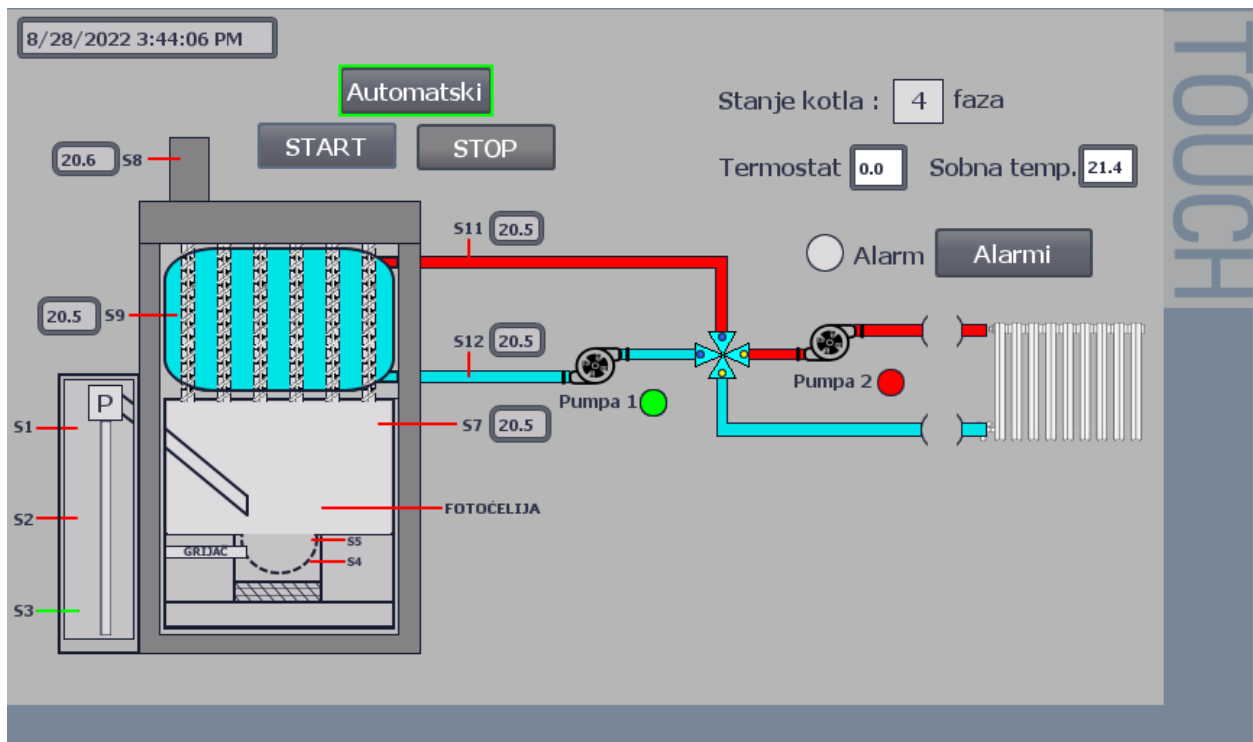 8/28/2022 3:44:06 PM
TOUCH
Automatski
START
STOP
Stanje kotla : 4 faza
Termostat 0.0 Sobna temp. 21.4
Alarm Alarmi
20.6 S8
S11 20.5
20.5 S9
S12 20.5
Pumpa 1
Pumpa 2
P
S1
S7 20.5
S2
FOTOĆELIJA
GRIJAČ
S5
S4
S3